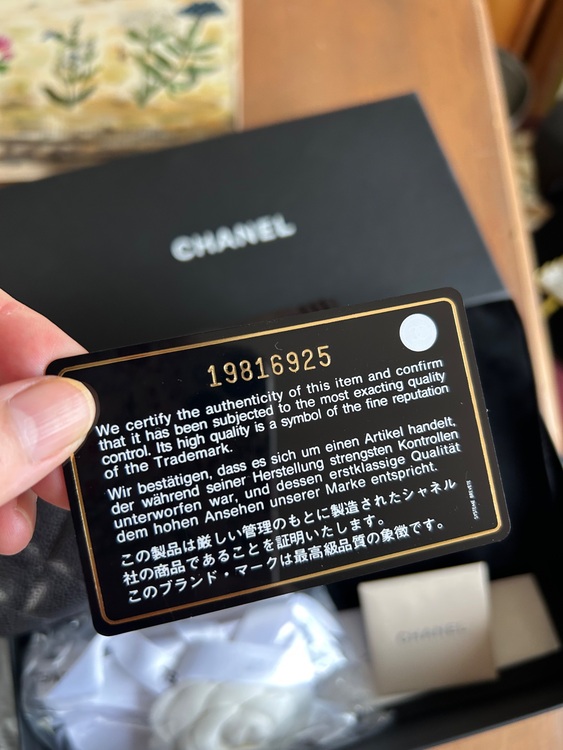 CHANEL
19816925
We certify the authenticity of this item and confirm
that it has been subjected to the most exacting quality
control. Its high quality is a symbol of the fine reputation
of the Trademark.
Wir bestätigen, dass es sich um einen Artikel handelt,
der während seiner Herstellung strengsten Kontrollen
unterworfen war, und dessen erstklassige Qualität
dem hohen Ansehen unserer Marke entspricht.
この製品は厳しい管理のもとに製造されたシャネル
社の商品であることを証明いたします。
このブランド・マークは最高級品質の象徴です。
CHANEL